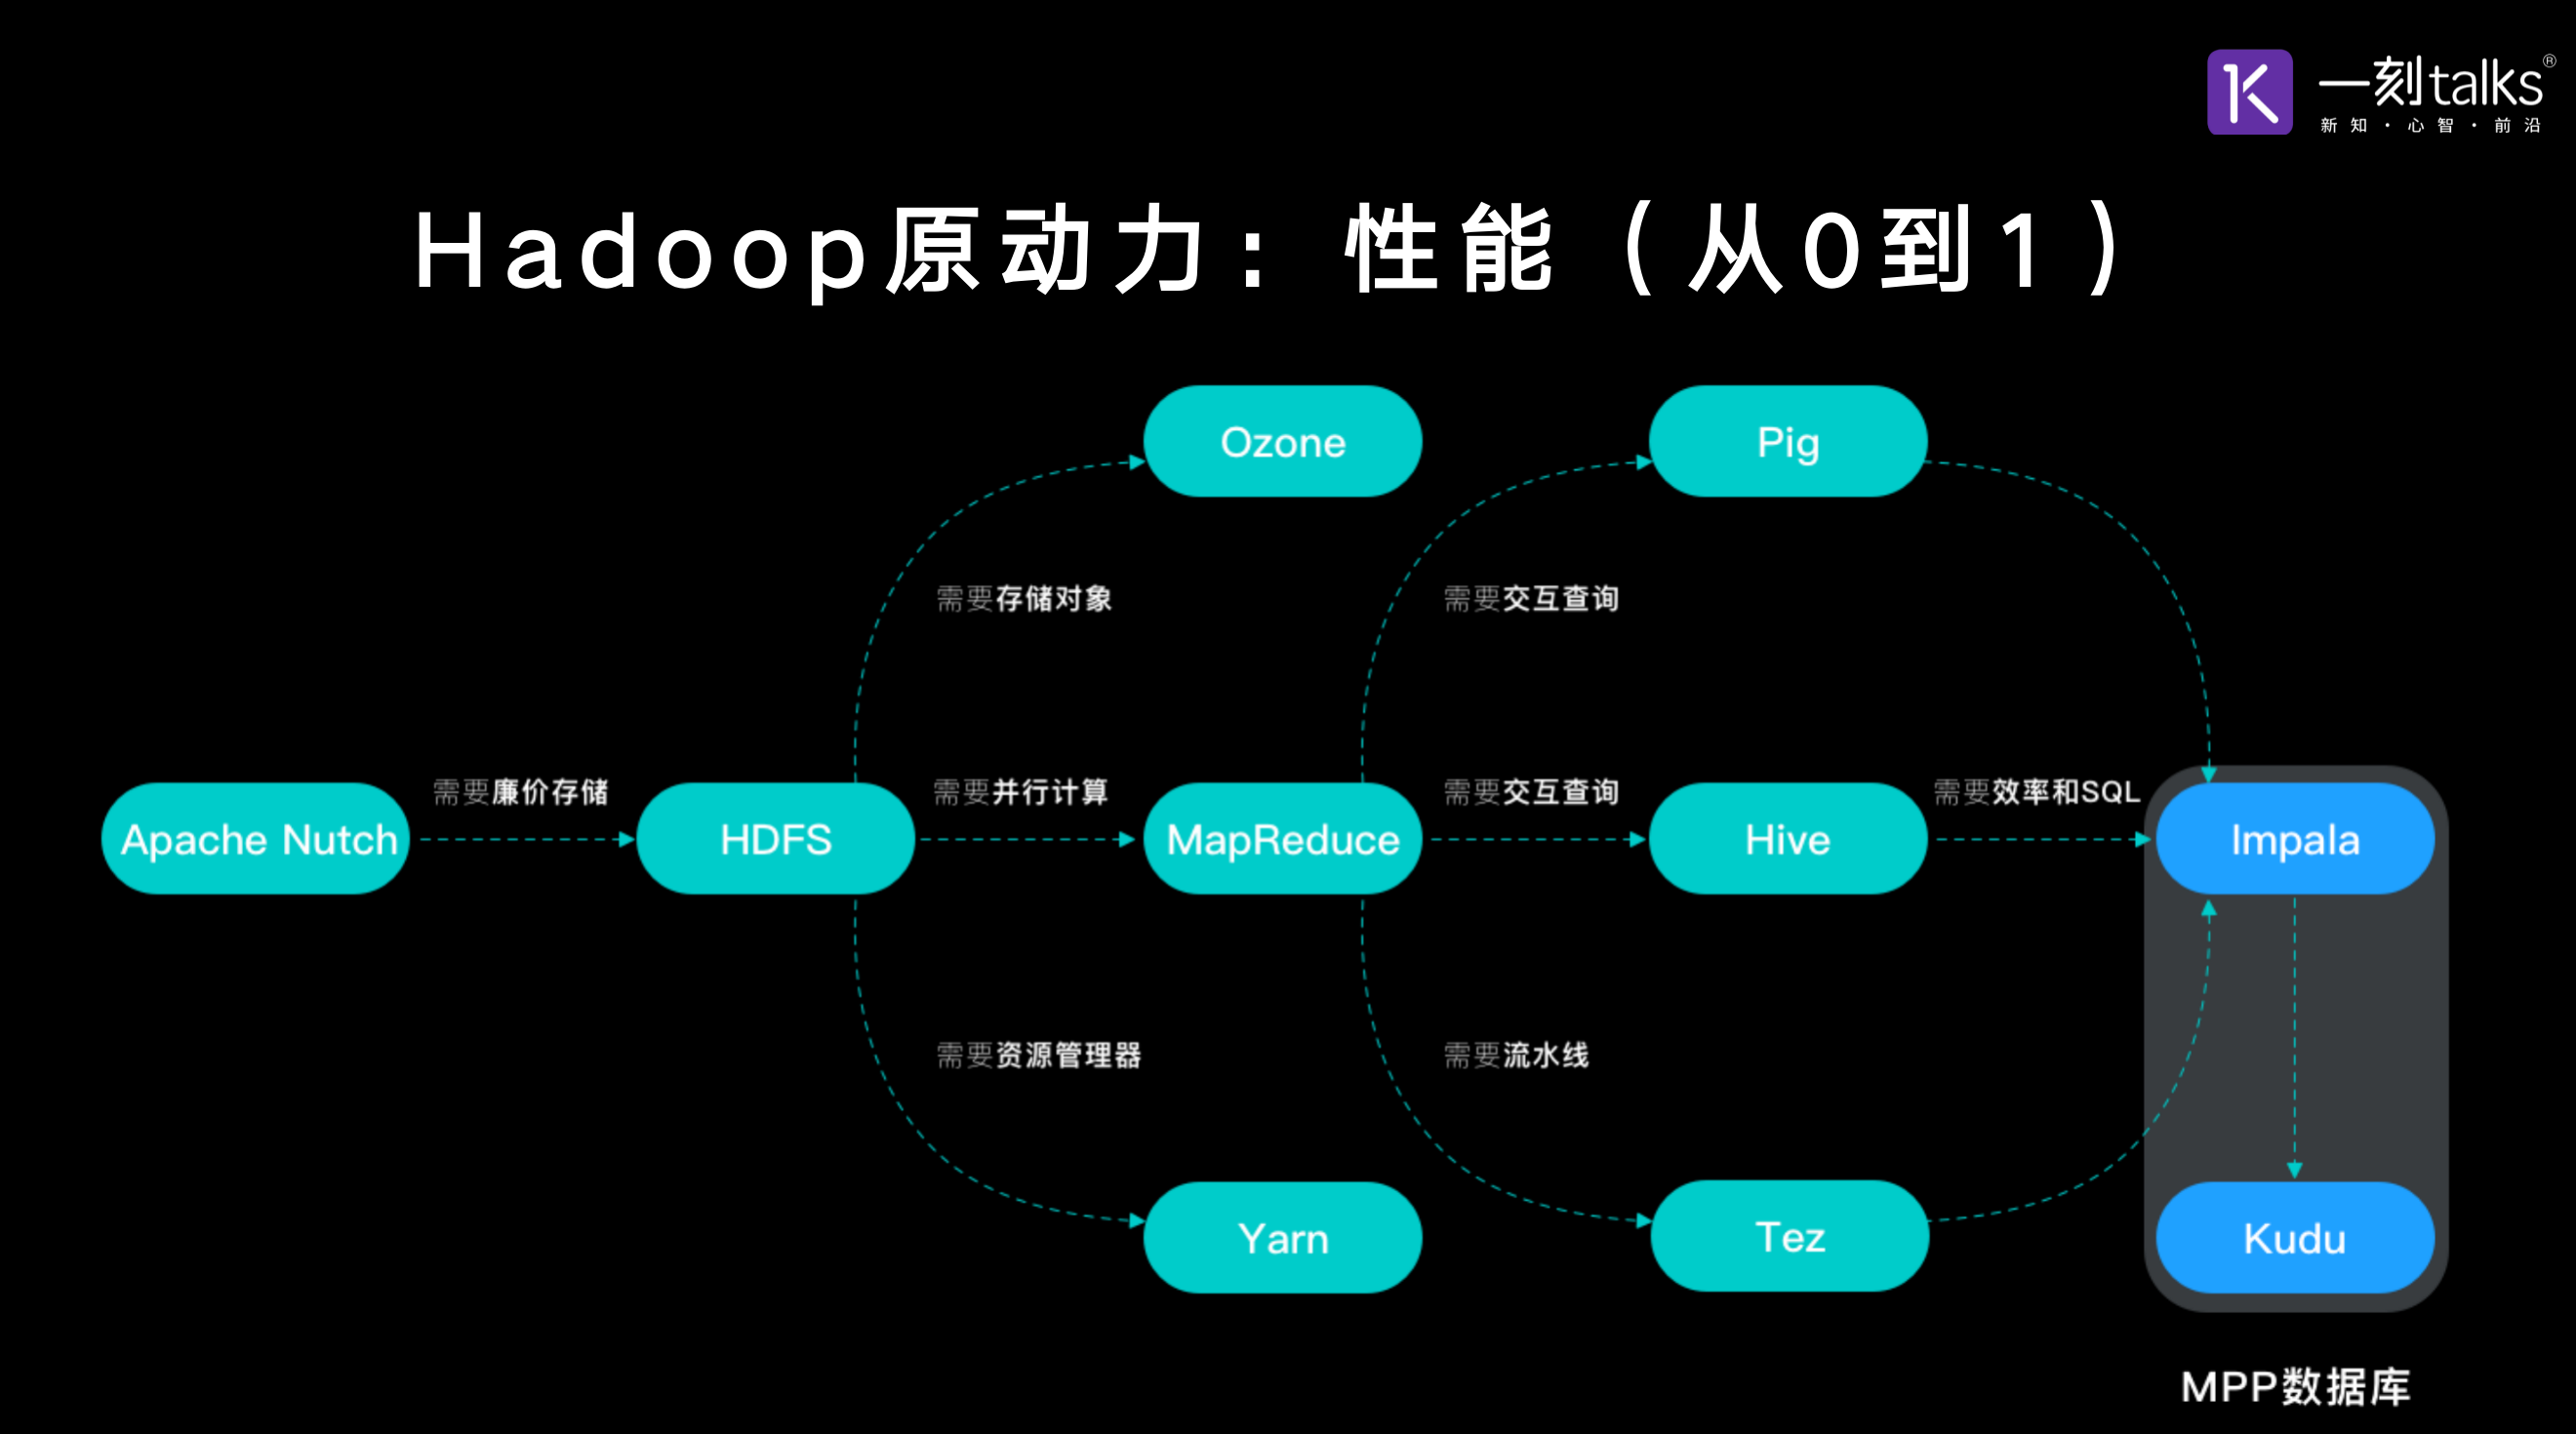 一刻talks®
新知·心智·前沿
Hadoop原动力：性能（从0到1）
Ozone
Pig
需要存储对象
需要交互查询
Apache Nutch
需要廉价存储
HDFS
需要并行计算
MapReduce
需要交互查询
Hive
需要效率和SQL
Impala
需要资源管理器
需要流水线
Yarn
Tez
Kudu
MPP数据库